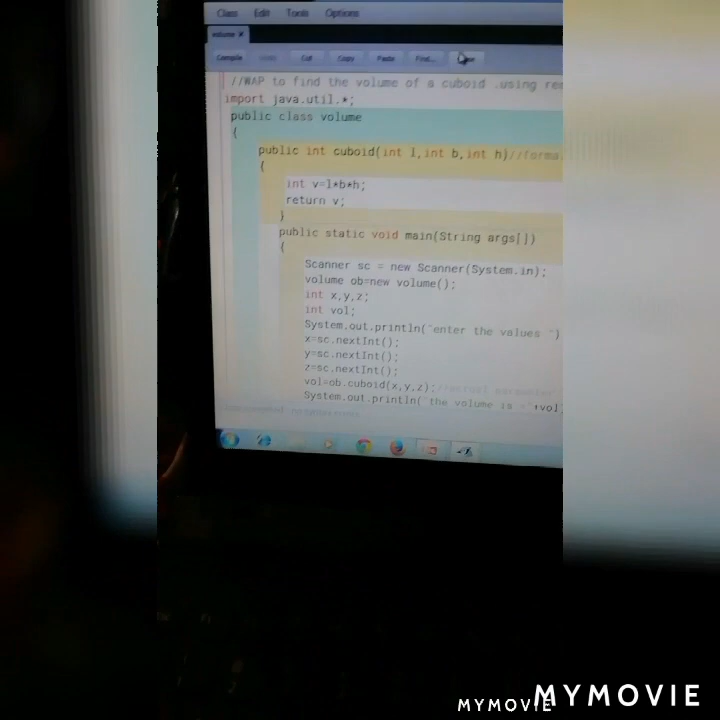 Class Edit Tools Options
volume x
Compile Cut Copy Paste Find...
//WAP to find the volume of a cuboid .using
import java.util.*;
public class volume
{
public int cuboid(int l,int b,int h)//forma
{
int v=l*b*h;
return v;
}
public static void main(String args[])
{
Scanner sc = new Scanner(System.in);
volume ob=new volume();
int x,y,z;
int vol;
System.out.println("enter the values ")
x=sc.nextInt();
y=sc.nextInt();
z=sc.nextInt();
vol=ob.cuboid(x,y,z);//actual parameter
System.out.println("the volume is :"+vol
MYMOVIE
MYMOVIE